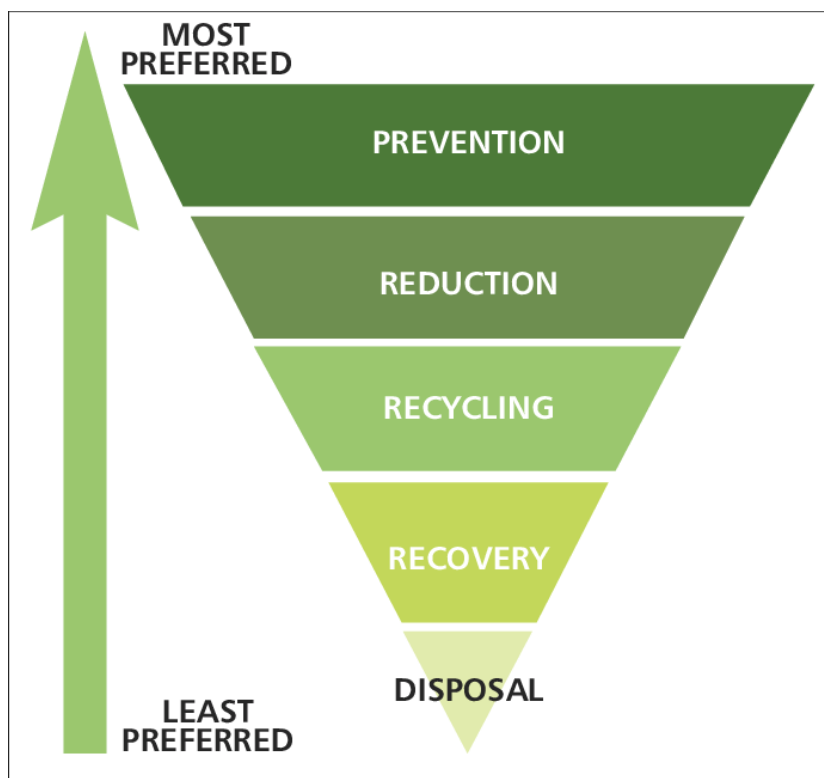 MOST
PREFERRED
PREVENTION
REDUCTION
RECYCLING
RECOVERY
DISPOSAL
LEAST
PREFERRED